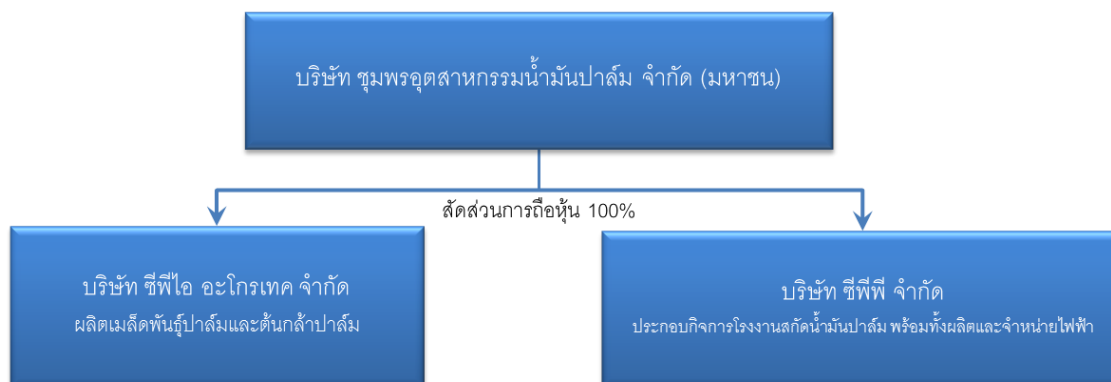 บริษัท ชุมพรอุตสาหกรรมน้ำมันปาล์ม จำกัด (มหาชน)
สัดส่วนการถือหุ้น 100%
บริษัท ซีพีไอ อะโกรเทค จำกัด
ผลิตเมล็ดพันธุ์ปาล์มและต้นกล้าปาล์ม
บริษัท ซีพีพี จำกัด
ประกอบกิจการโรงงานสกัดน้ำมันปาล์ม พร้อมทั้งผลิตและจำหน่ายไฟฟ้า